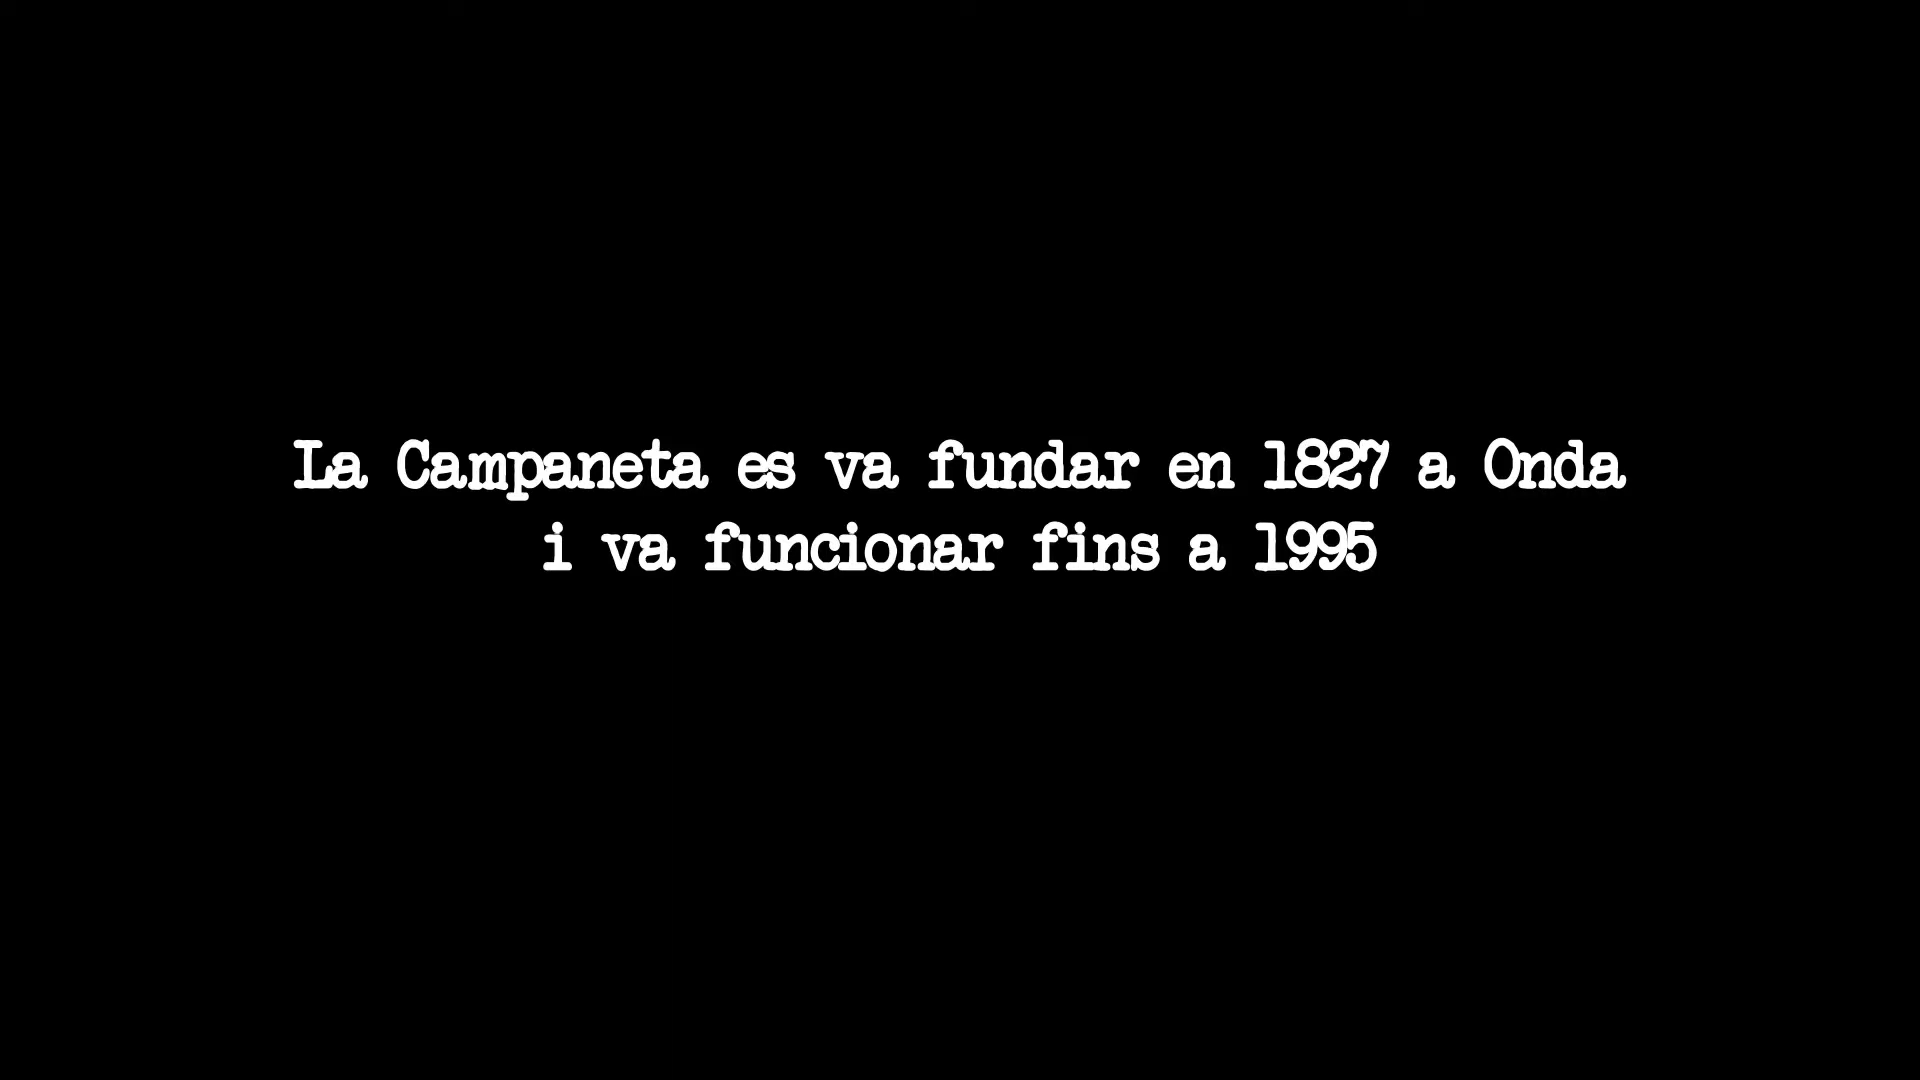 La Campaneta es va fundar en 1827 a Onda
i va funcionar fins a 1995